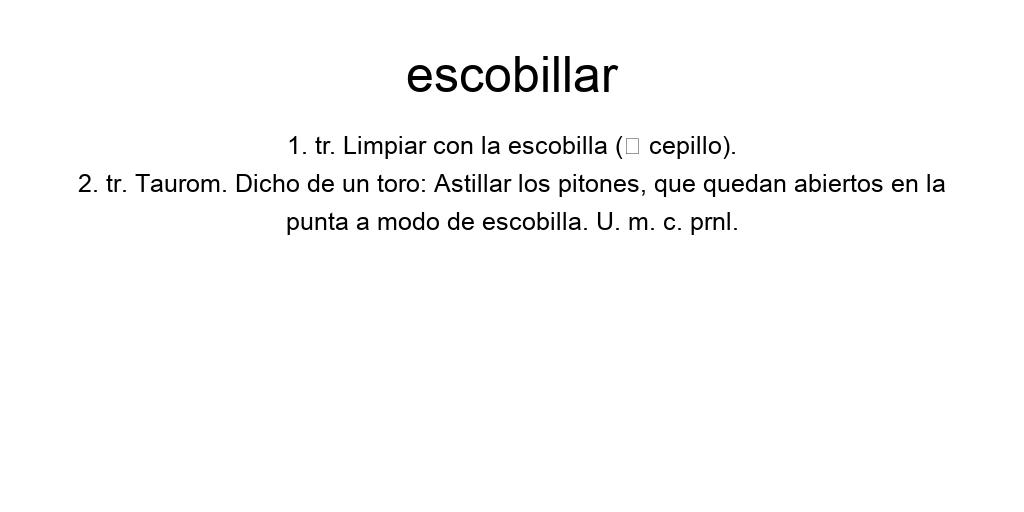 escobillar
1. tr. Limpiar con la escobilla (□ cepillo).
2. tr. Taurom. Dicho de un toro: Astillar los pitones, que quedan abiertos en la
punta a modo de escobilla. U. m. c. prnl.